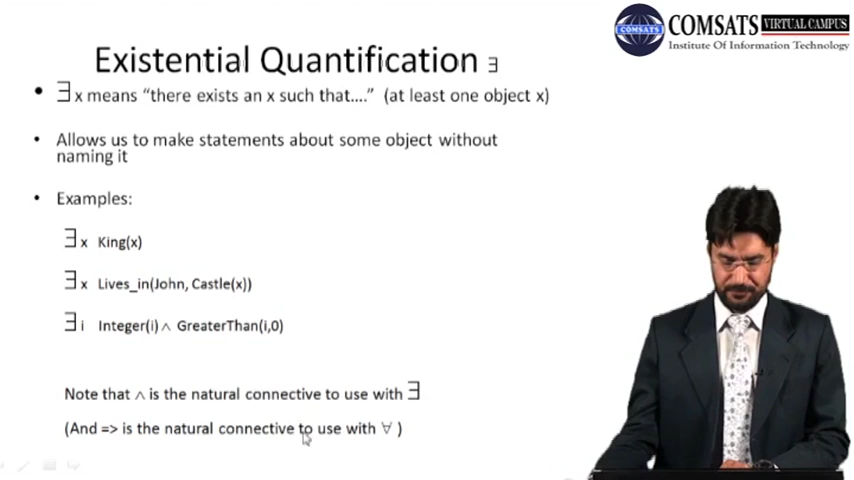 COMSATS VIRTUAL CAMPUS
COMSATS
Institute Of Information Technology
Existential Quantification ∃
• ∃ x means “there exists an x such that....” (at least one object x)
• Allows us to make statements about some object without
naming it
• Examples:
∃ x King(x)
∃ x Lives_in(John, Castle(x))
∃ i Integer(i) ∧ GreaterThan(i,0)
Note that ∧ is the natural connective to use with ∃
(And => is the natural connective to use with ∀ )